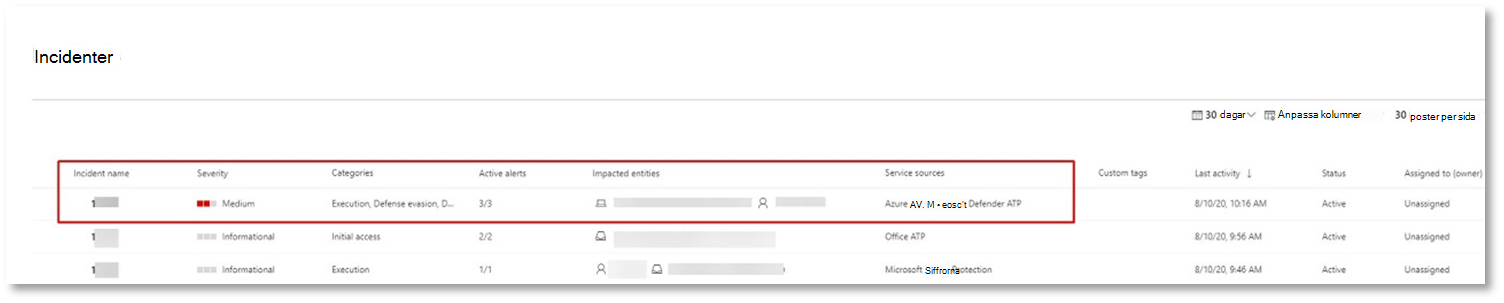 Incidenter
30 dagar Anpassa kolumner 30 poster per sida
Incident name Severity Categories Active alerts Impacted entities Service sources Custom tags Last activity ↓ Status Assigned to (owner)
1 Medium Execution, Defense evasion, D... 3/3 Azure AV. M • eosc't Defender ATP 8/10/20, 10:16 AM Active Unassigned
1 Informational Initial access 2/2 Office ATP 8/10/20, 9:56 AM Active Unassigned
1 Informational Execution 1/1 Microsoft Siffrorna 8/10/20, 9:46 AM Active Unassigned